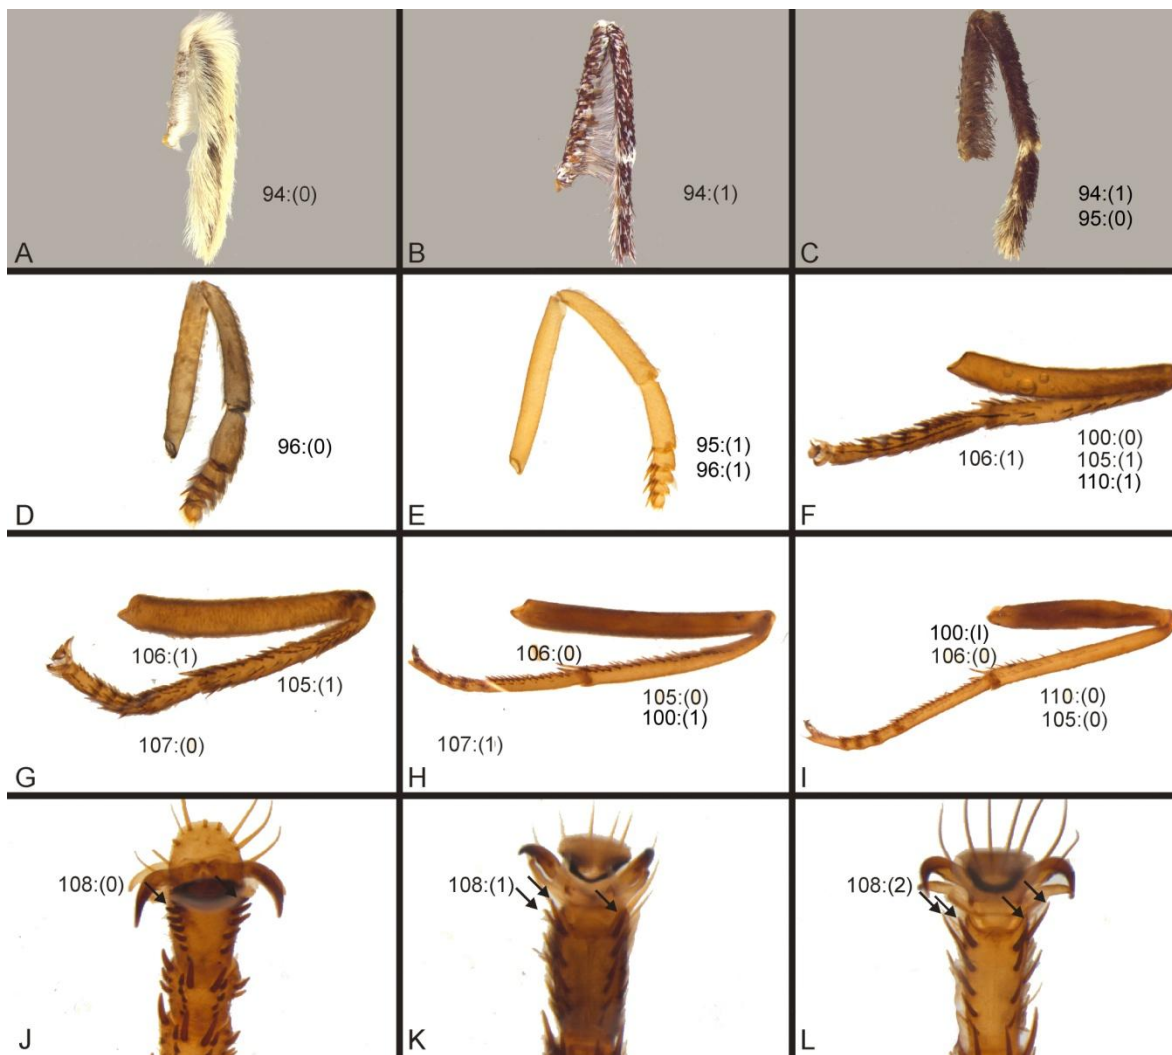 94:(0)
A
94:(1)
B
94:(1)
95:(0)
C
96:(0)
D
95:(1)
96:(1)
E
106:(1)
100:(0)
105:(1)
110:(1)
F
106:(1)
105:(1)
107:(0)
G
106:(0)
105:(0)
100:(1)
107:(1)
H
100:(I)
106:(0)
110:(0)
105:(0)
I
108:(0)
J
108:(1)
K
108:(2)
L